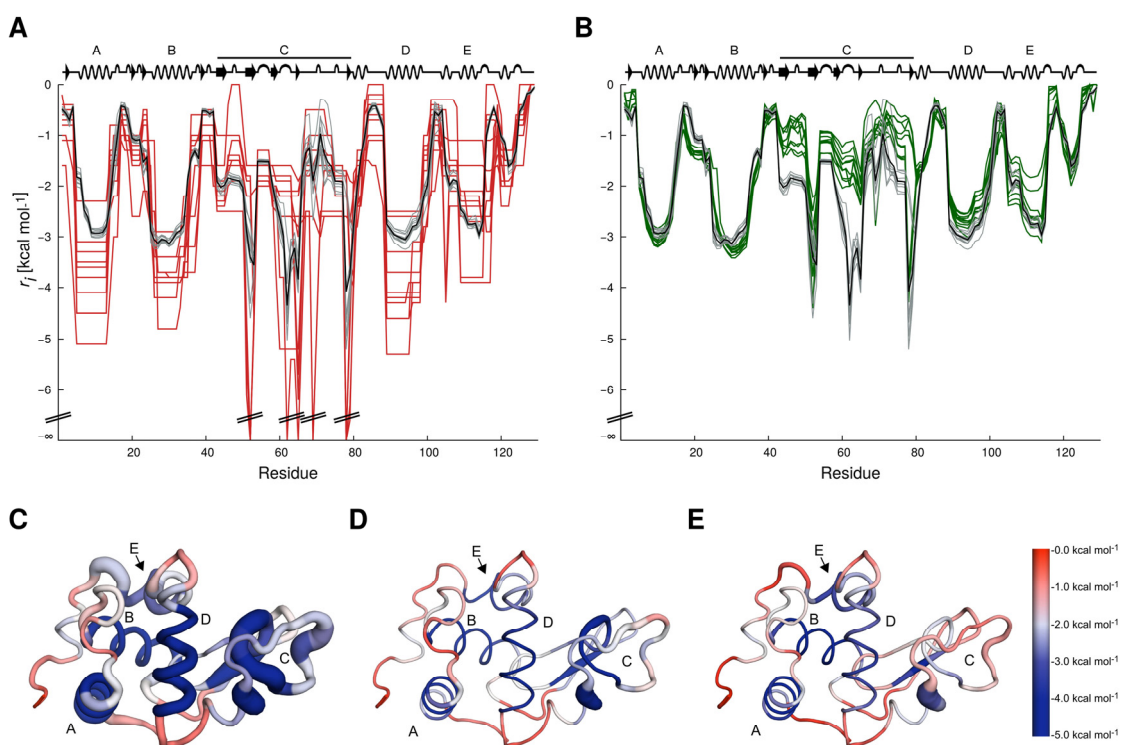 A
A B C D E
0
-1
-2
-3
-4
-5
-6
-∞
r_i [kcal mol-1]
20 40 60 80 100 120
Residue
B
A B C D E
0
-1
-2
-3
-4
-5
-6
-∞
20 40 60 80 100 120
Residue
C
E
B
D
C
A
D
E
B
D
C
A
E
E
B
D
C
A
-0.0 kcal mol-1
-1.0 kcal mol-1
-2.0 kcal mol-1
-3.0 kcal mol-1
-4.0 kcal mol-1
-5.0 kcal mol-1